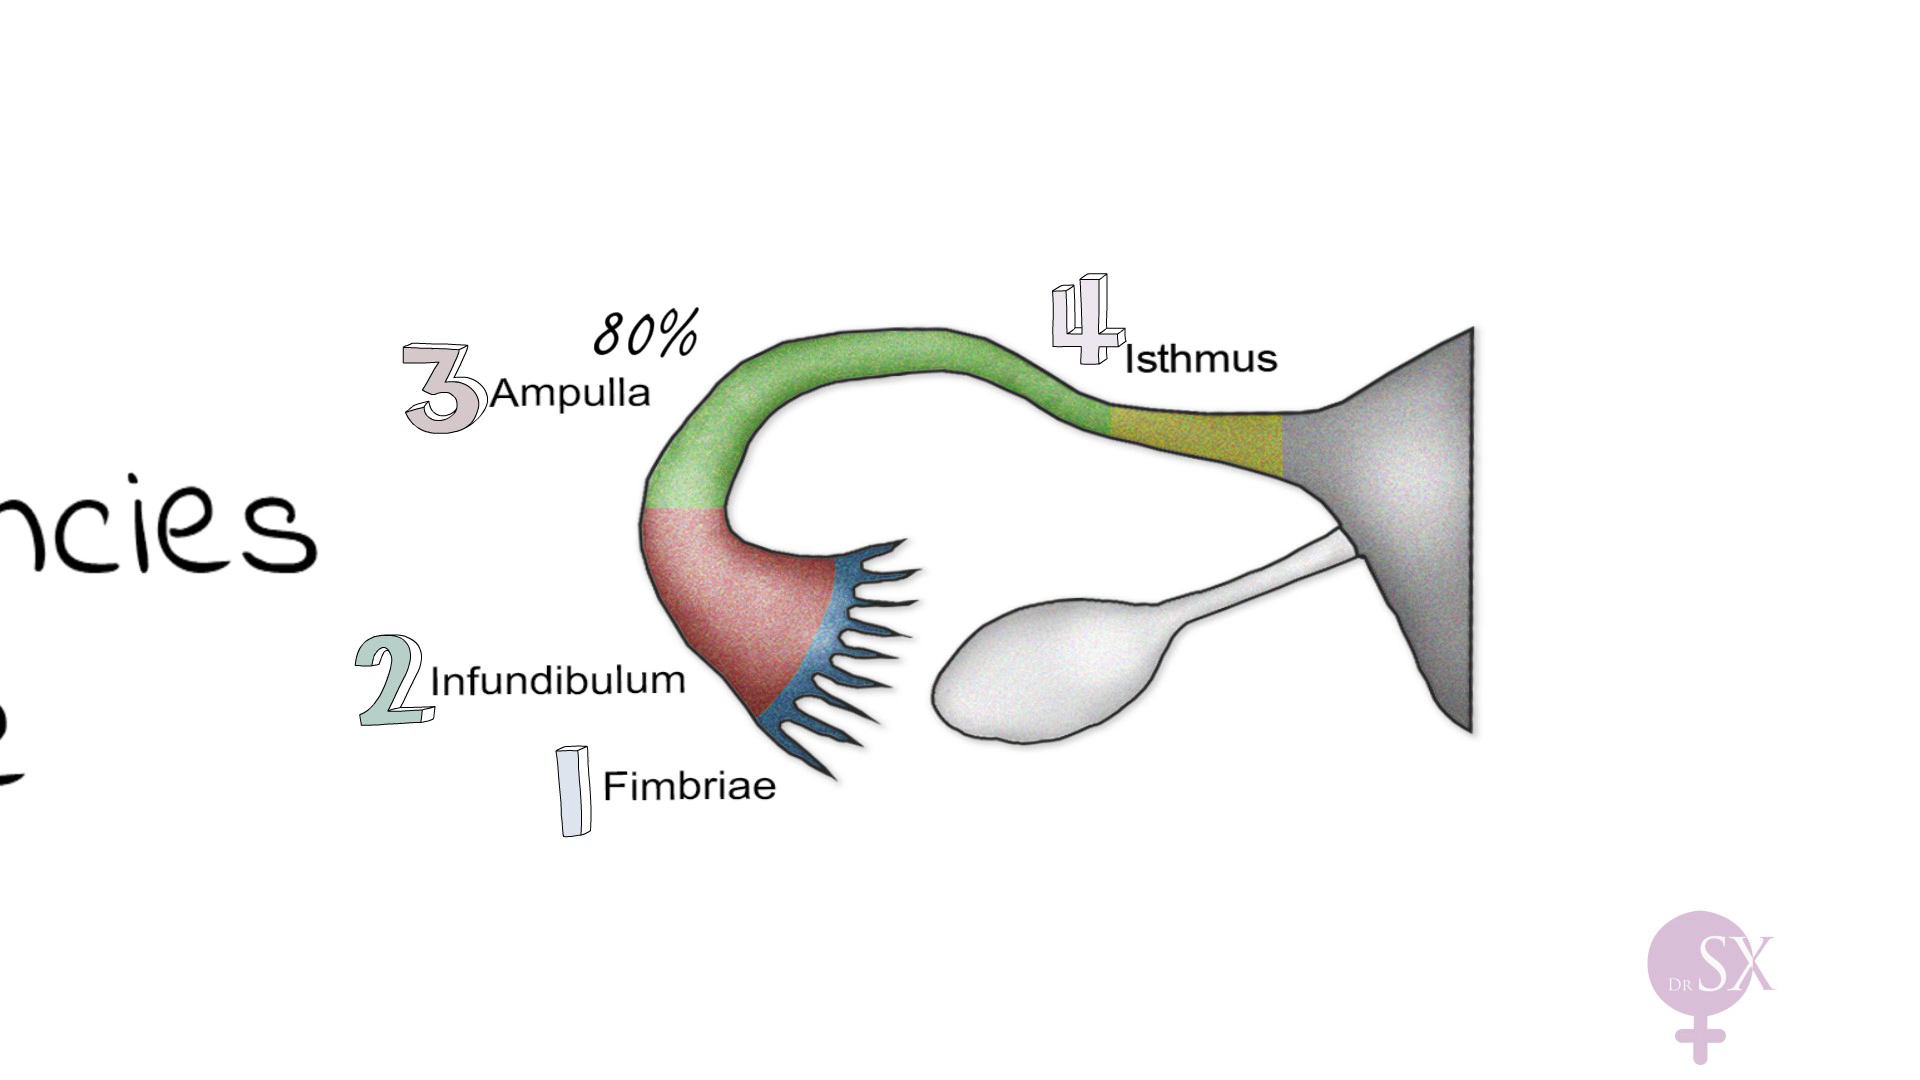 80%
3 Ampulla
4 Isthmus
ncies
2 Infundibulum
1 Fimbriae
DR SX